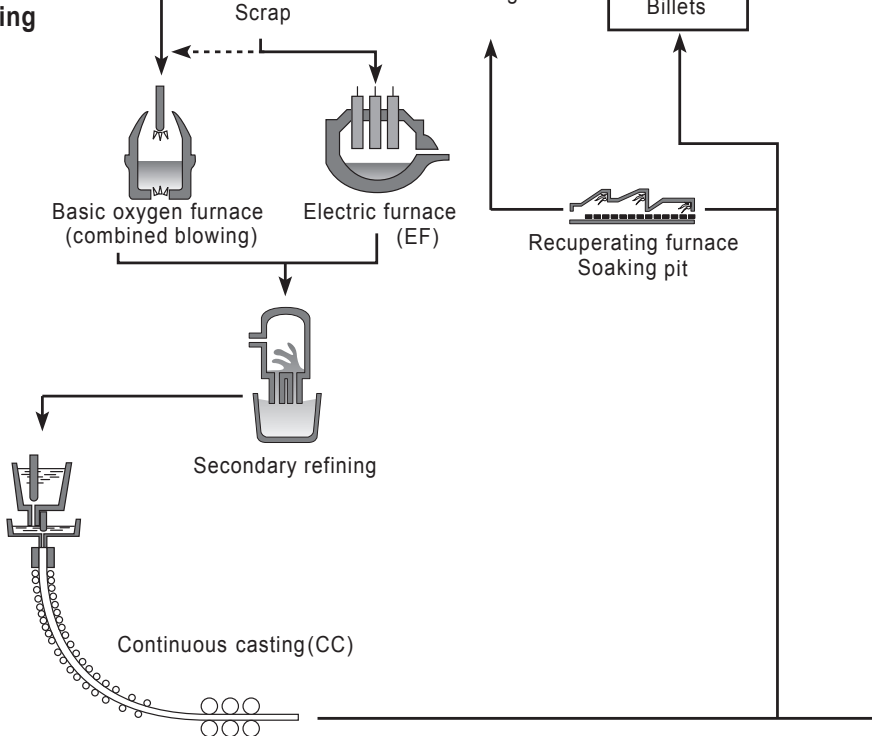 ing
Scrap
g
Billets
Basic oxygen furnace
(combined blowing)
Electric furnace
(EF)
Recuperating furnace
Soaking pit
Secondary refining
Continuous casting(CC)